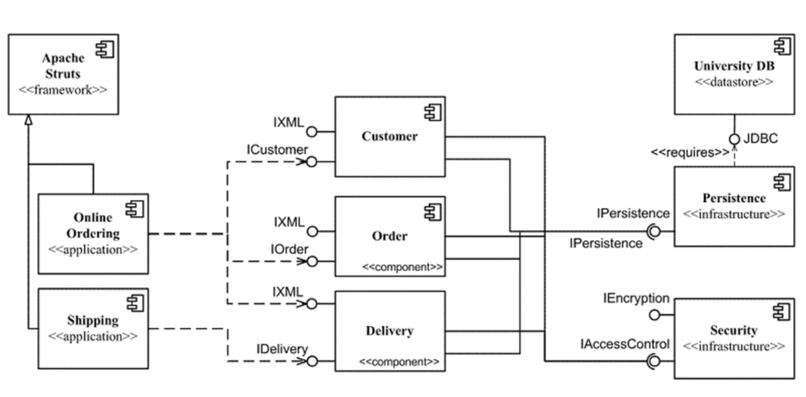 Apache
Struts
<<framework>>
University DB
<<datastore>>
JDBC
<<requires>>
IXML
Customer
ICustomer
Online
Ordering
<<application>>
IXML
Order
IOrder
<<component>>
IPersistence
IPersistence
Persistence
<<infrastructure>>
Shipping
<<application>>
IXML
Delivery
IDelivery
<<component>>
IEncryption
IAccessControl
Security
<<infrastructure>>